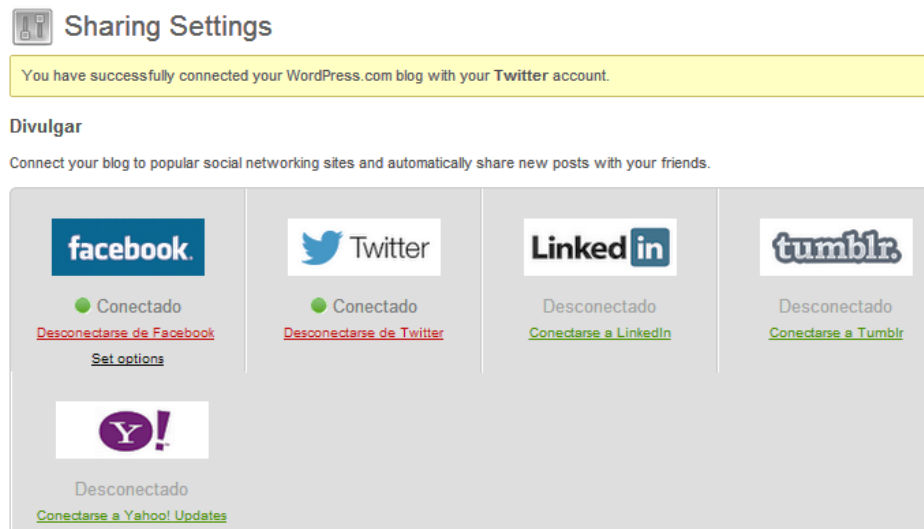 Sharing Settings
You have successfully connected your WordPress.com blog with your Twitter account.
Divulgar
Connect your blog to popular social networking sites and automatically share new posts with your friends.
facebook.
Twitter
Linked in
tumblr.
Conectado
Conectado
Desconectado
Desconectado
Desconectarse de Facebook
Desconectarse de Twitter
Conectarse a LinkedIn
Conectarse a Tumblr
Set options
Y!
Desconectado
Conectarse a Yahoo! Updates